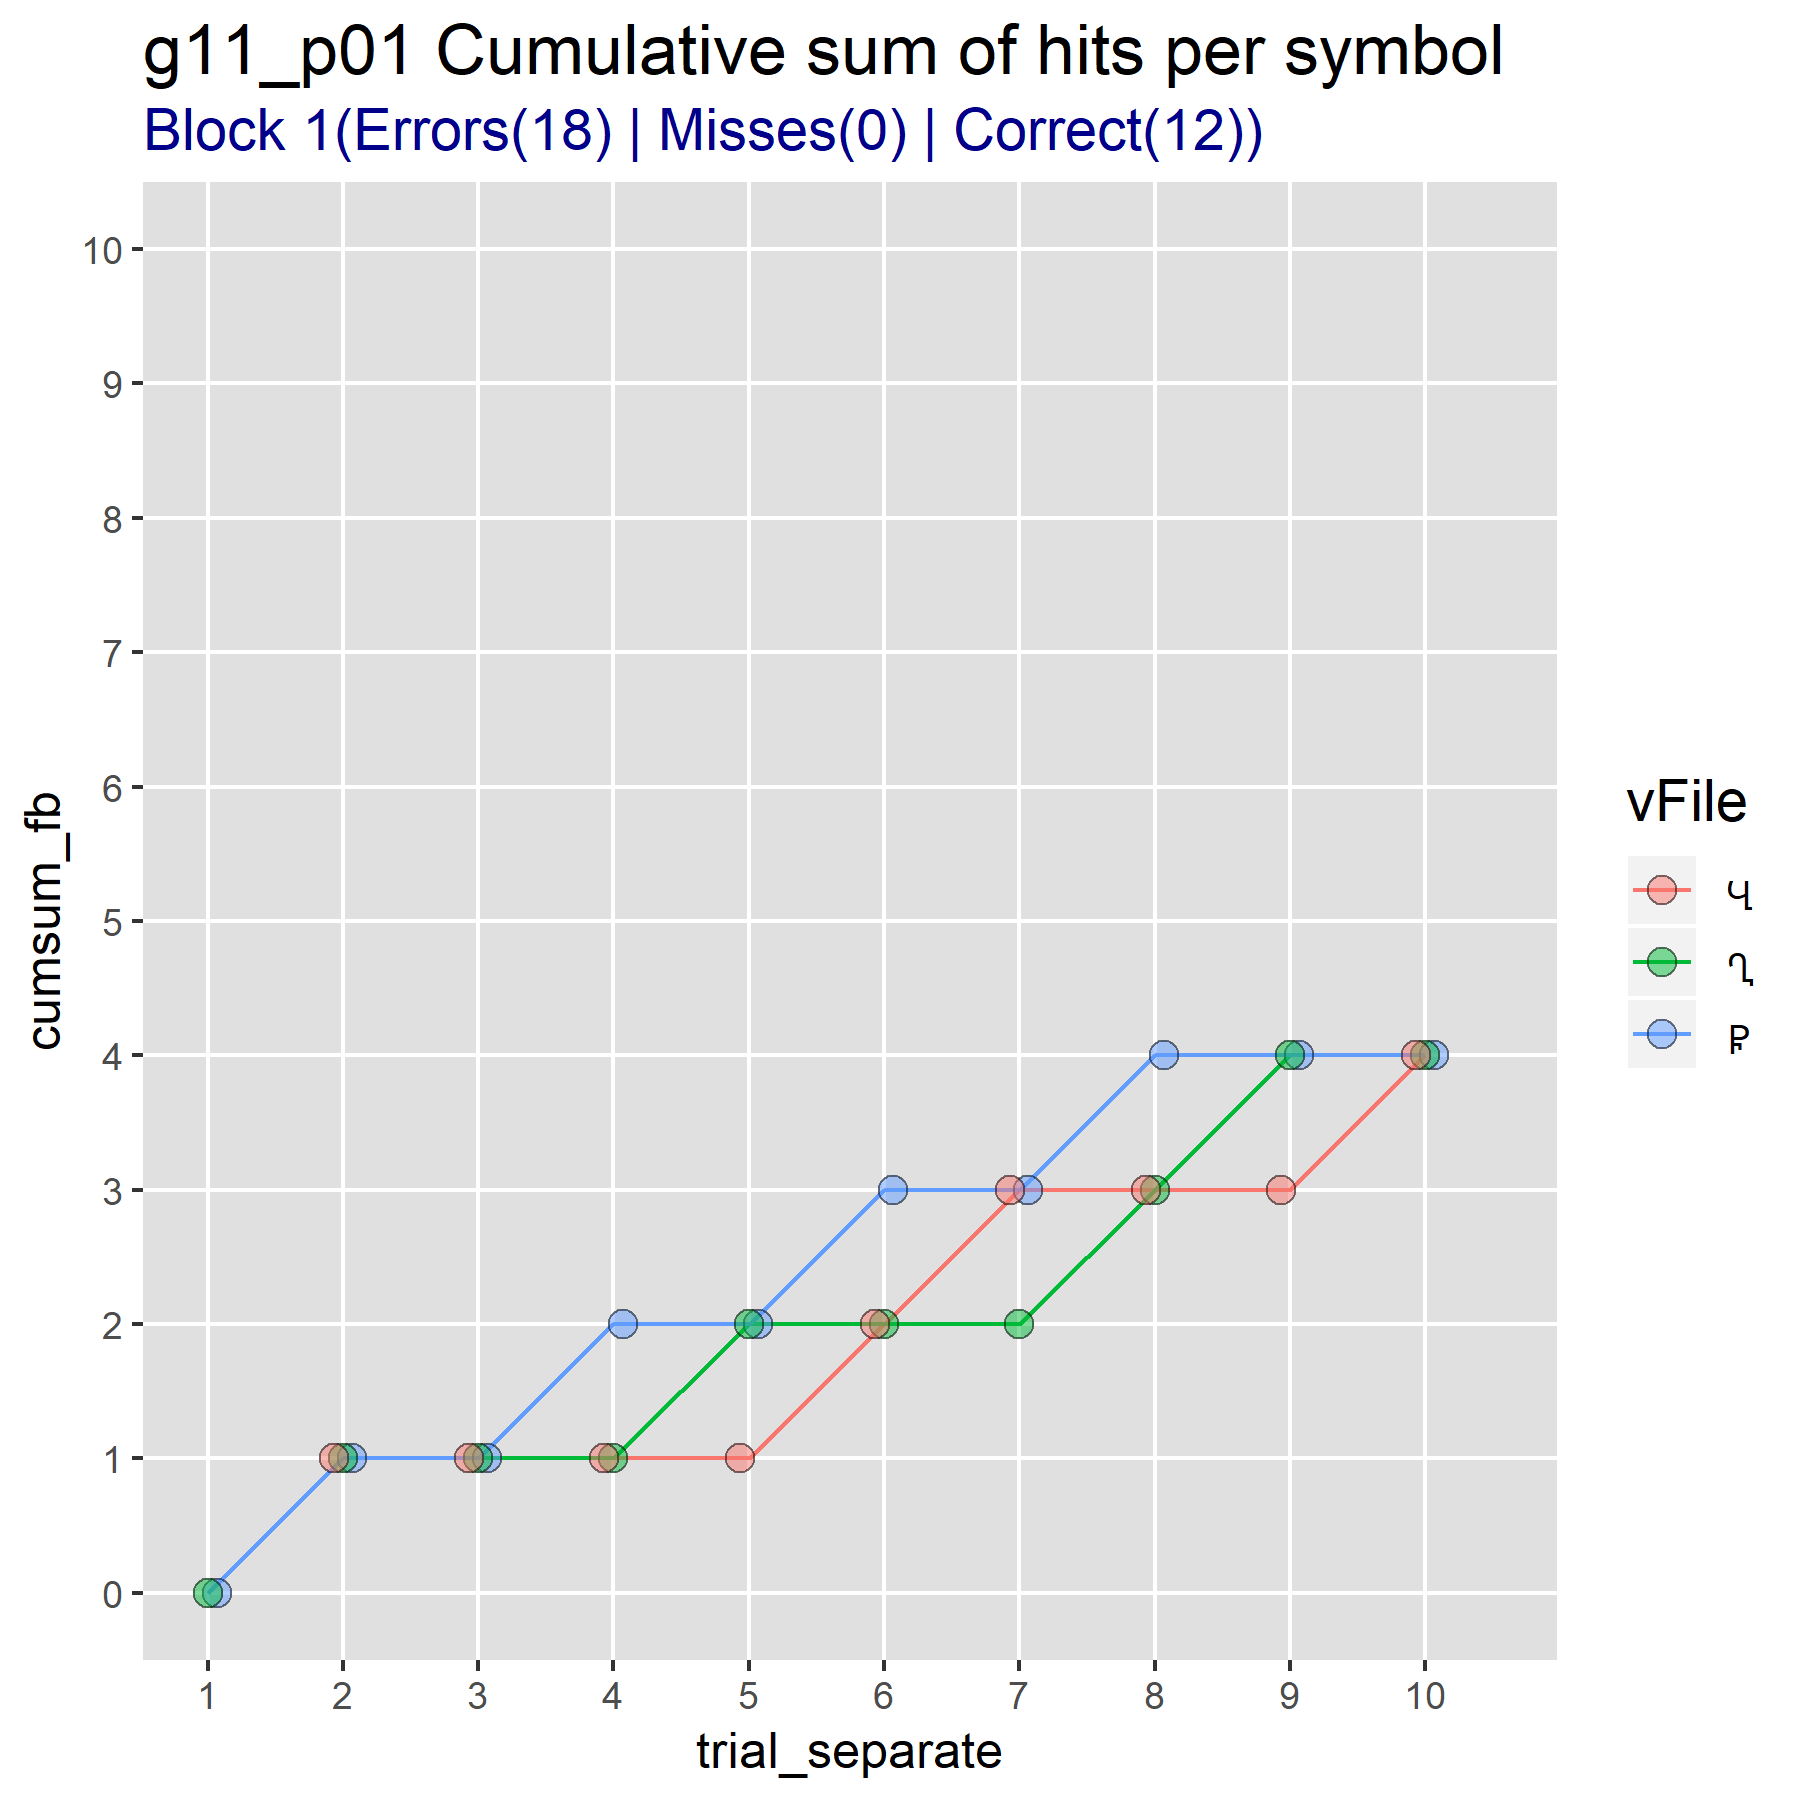 g11_p01 Cumulative sum of hits per symbol
Block 1(Errors(18) | Misses(0) | Correct(12))
10
9
8
7
6
5
4
3
2
1
0
cumsum_fb
1 2 3 4 5 6 7 8 9 10
trial_separate
vFile